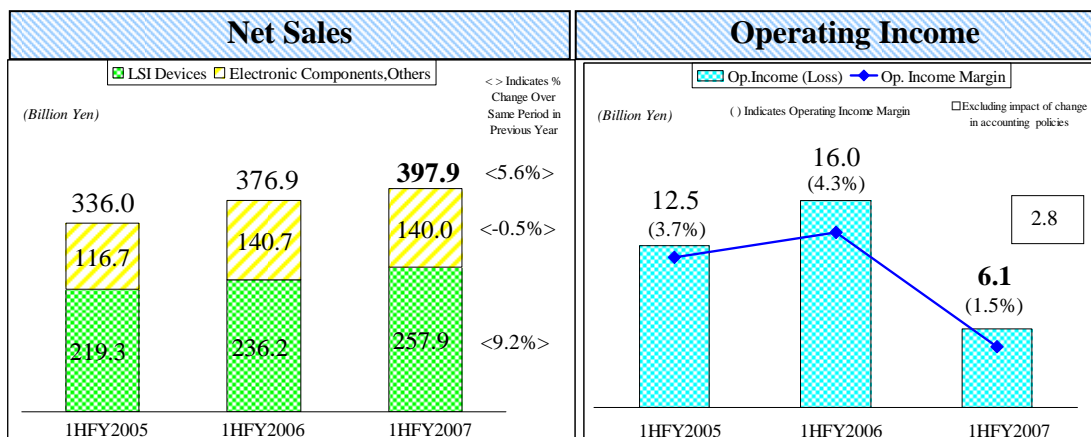 Net Sales
LSI Devices Electronic Components,Others
(Billion Yen)
< > Indicates %
Change Over
Same Period in
Previous Year
336.0
376.9
397.9
<5.6%>
116.7
140.7
140.0
<-0.5%>
219.3
236.2
257.9
<9.2%>
1HFY2005 1HFY2006 1HFY2007
Operating Income
Op.Income (Loss) Op. Income Margin
(Billion Yen)
( ) Indicates Operating Income Margin
Excluding impact of change
in accounting policies
12.5
(3.7%)
16.0
(4.3%)
2.8
6.1
(1.5%)
1HFY2005 1HFY2006 1HFY2007